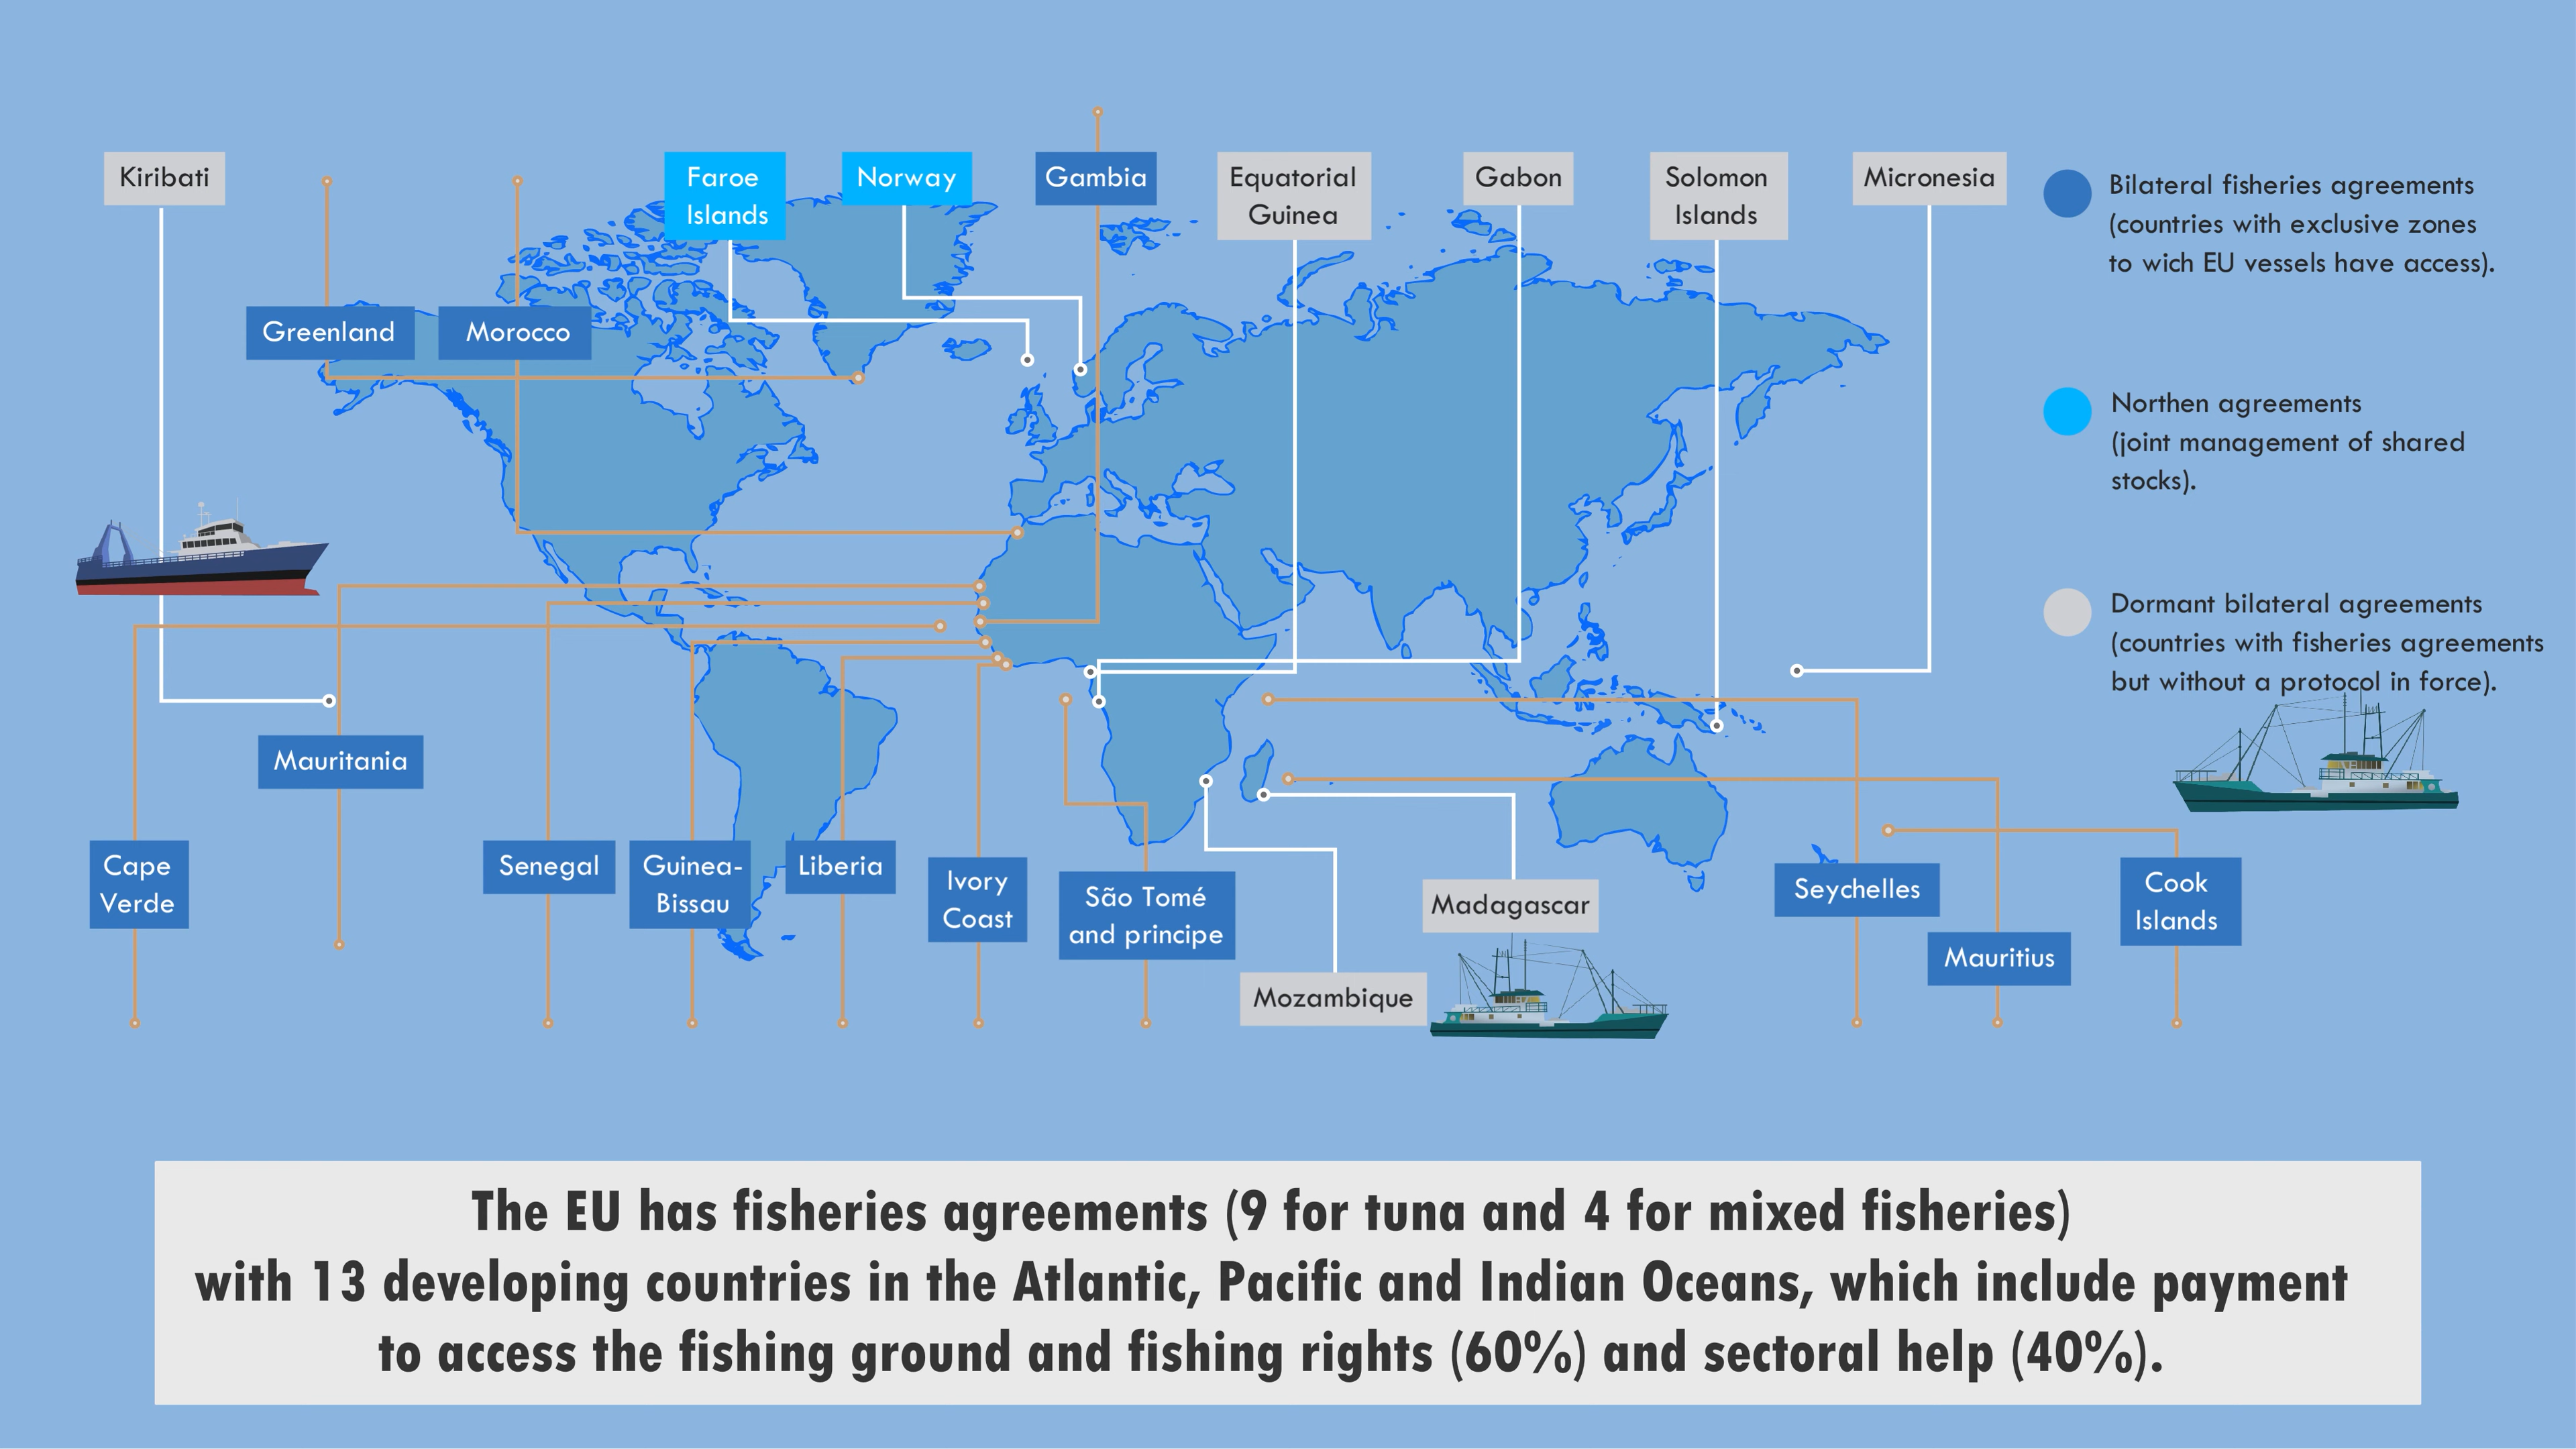 Kiribati
Faroe
Islands
Norway
Gambia
Equatorial
Guinea
Gabon
Solomon
Islands
Micronesia
Bilateral fisheries agreements
(countries with exclusive zones
to wich EU vessels have access).
Greenland
Morocco
Northen agreements
(joint management of shared
stocks).
Dormant bilateral agreements
(countries with fisheries agreements
but without a protocol in force).
Mauritania
Cape
Verde
Senegal
Guinea-
Bissau
Liberia
Ivory
Coast
São Tomé
and principe
Mozambique
Madagascar
Seychelles
Mauritius
Cook
Islands
The EU has fisheries agreements (9 for tuna and 4 for mixed fisheries)
with 13 developing countries in the Atlantic, Pacific and Indian Oceans, which include payment
to access the fishing ground and fishing rights (60%) and sectoral help (40%).